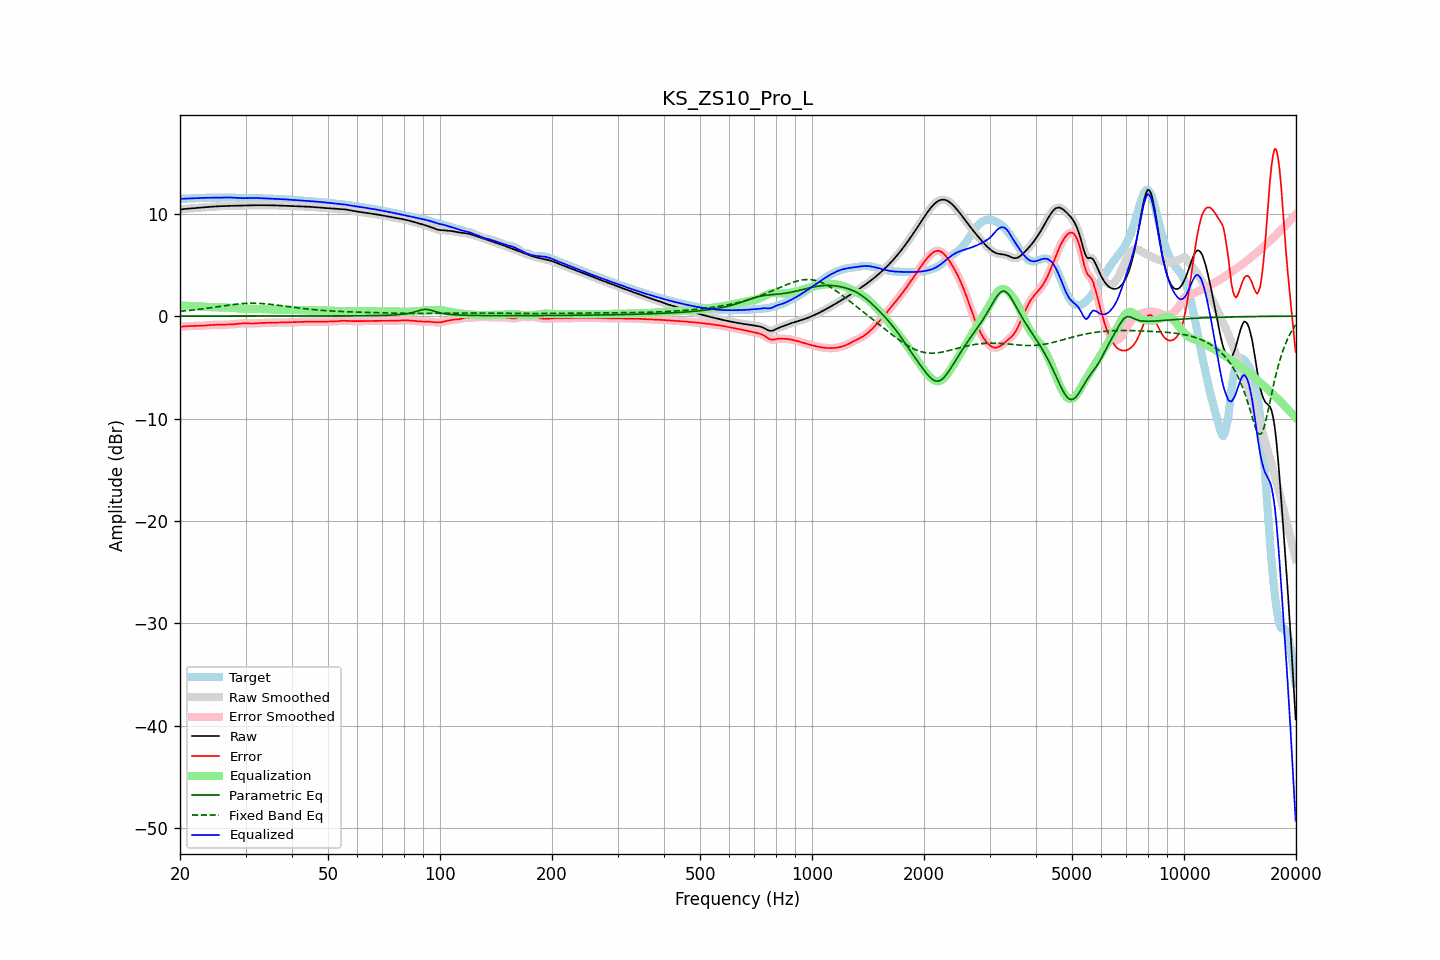 KS_ZS10_Pro_L
Amplitude (dBr)
10
0
−10
−20
−30
−40
−50
Target
Raw Smoothed
Error Smoothed
Raw
Error
Equalization
Parametric Eq
Fixed Band Eq
Equalized
20 50 100 200 500 1000 2000 5000 10000 20000
Frequency (Hz)